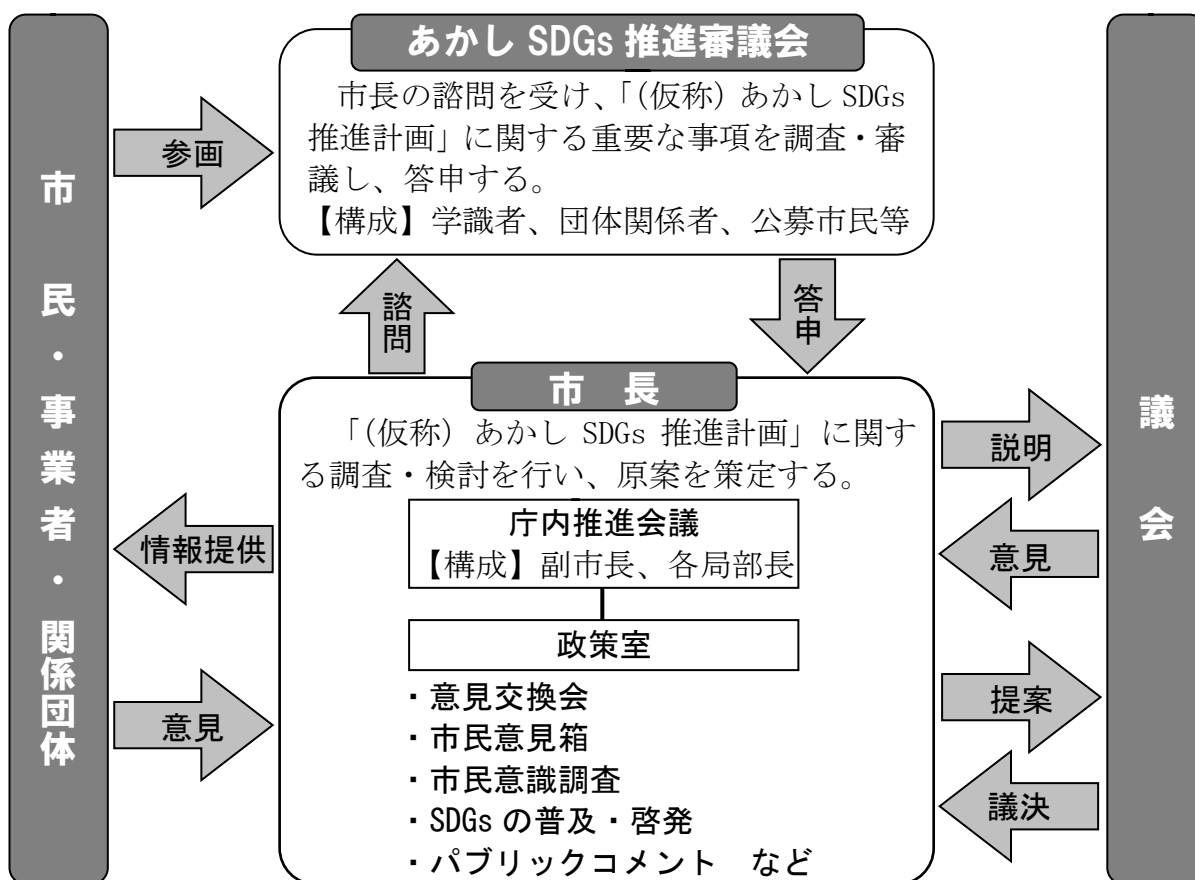 あかし SDGs 推進審議会
市長の諮問を受け、「(仮称) あかし SDGs
推進計画」に関する重要な事項を調査・審
議し、答申する。
【構成】学識者、団体関係者、公募市民等
市民・事業者・関係団体
参画
諮問
答申
市 長
「(仮称) あかし SDGs 推進計画」に関す
る調査・検討を行い、原案を策定する。
庁内推進会議
【構成】副市長、各局部長
政策室
・意見交換会
・市民意見箱
・市民意識調査
・SDGs の普及・啓発
・パブリックコメント など
情報提供
意見
説明
意見
提案
議決
議会